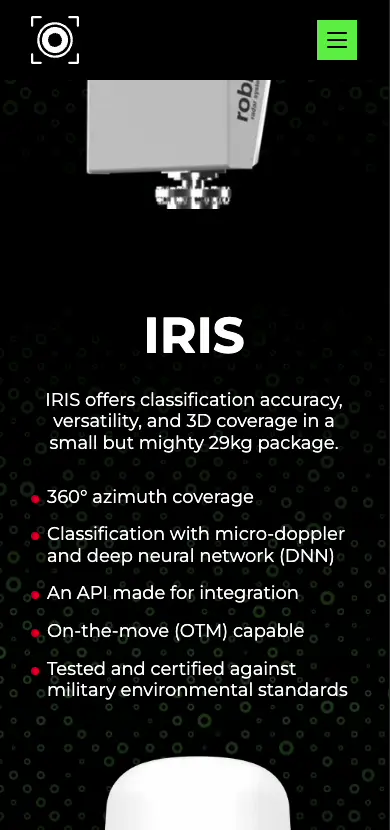 rob
radar sys
IRIS
IRIS offers classification accuracy,
versatility, and 3D coverage in a
small but mighty 29kg package.
360° azimuth coverage
Classification with micro-doppler
and deep neural network (DNN)
An API made for integration
On-the-move (OTM) capable
Tested and certified against
military environmental standards